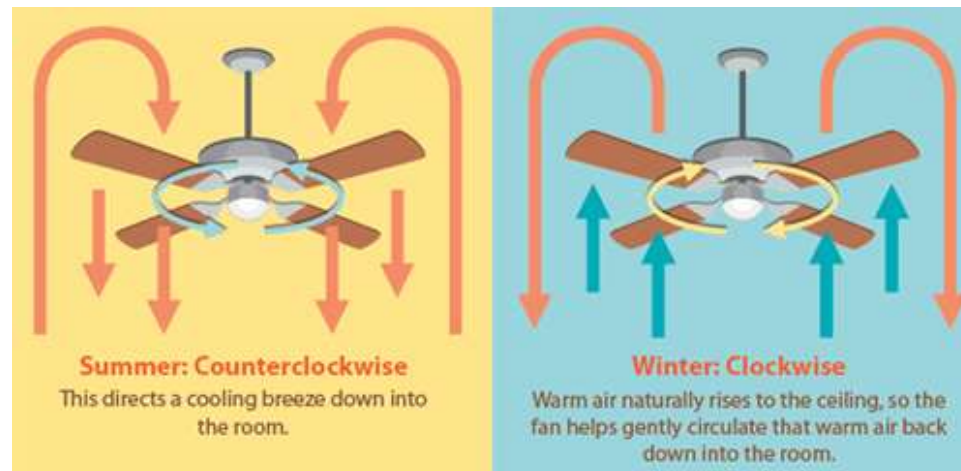 Summer: Counterclockwise
This directs a cooling breeze down into
the room.
Winter: Clockwise
Warm air naturally rises to the ceiling, so the
fan helps gently circulate that warm air back
down into the room.